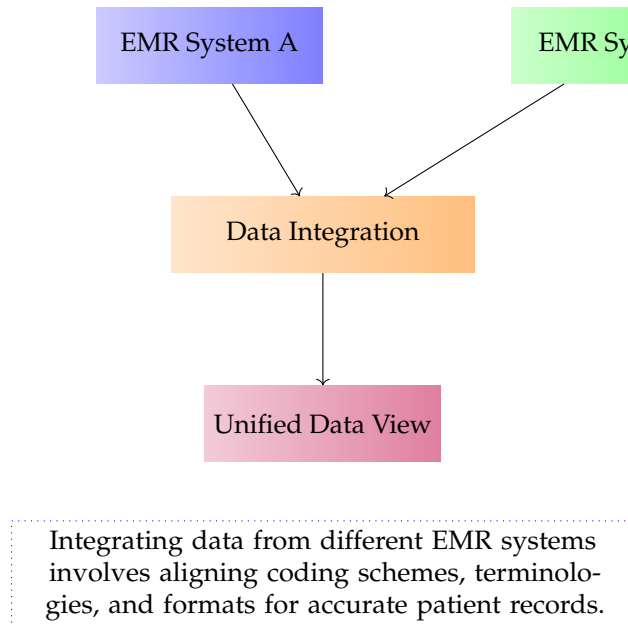 EMR System A
EMR Sy
Data Integration
Unified Data View
Integrating data from different EMR systems
involves aligning coding schemes, terminolo-
gies, and formats for accurate patient records.